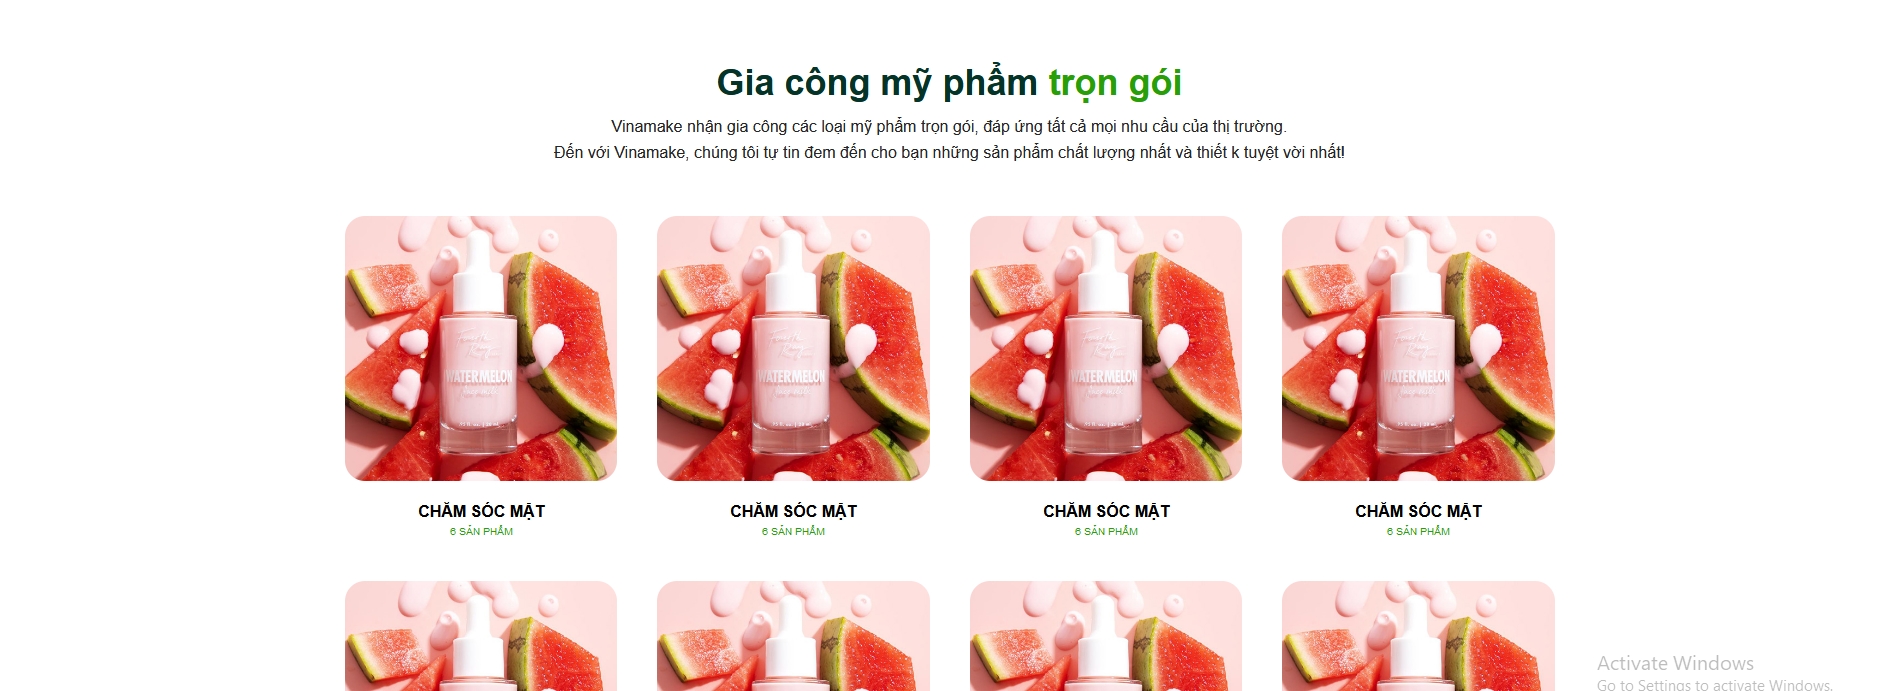 Gia công mỹ phẩm trọn gói
Vinamake nhận gia công các loại mỹ phẩm trọn gói, đáp ứng tất cả mọi nhu cầu của thị trường.
Đến với Vinamake, chúng tôi tự tin đem đến cho bạn những sản phẩm chất lượng nhất và thiết k tuyệt vời nhất!
WATERMELON
WATERMELON
WATERMELON
WATERMELON
CHĂM SÓC MẶT
CHĂM SÓC MẶT
CHĂM SÓC MẶT
CHĂM SÓC MẶT
6 SẢN PHẨM
6 SẢN PHẨM
6 SẢN PHẨM
6 SẢN PHẨM
Activate Windows
Go to Settings to activate Windows.